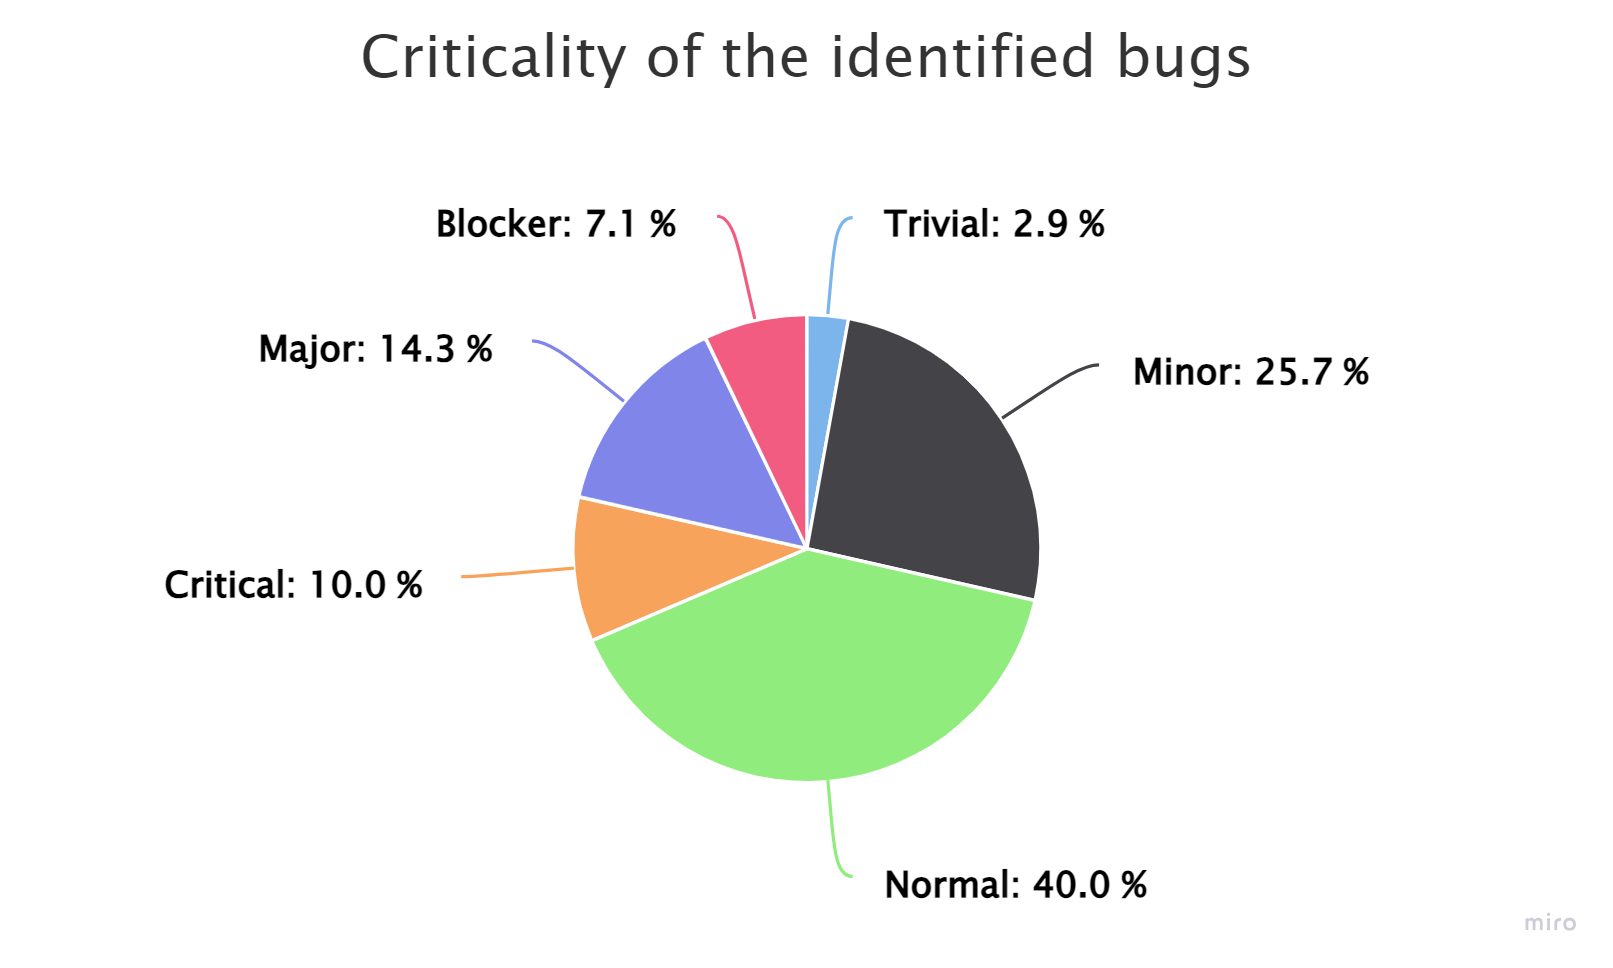 Criticality of the identified bugs
Blocker: 7.1 %
Trivial: 2.9 %
Major: 14.3 %
Minor: 25.7 %
Critical: 10.0 %
Normal: 40.0 %
miro